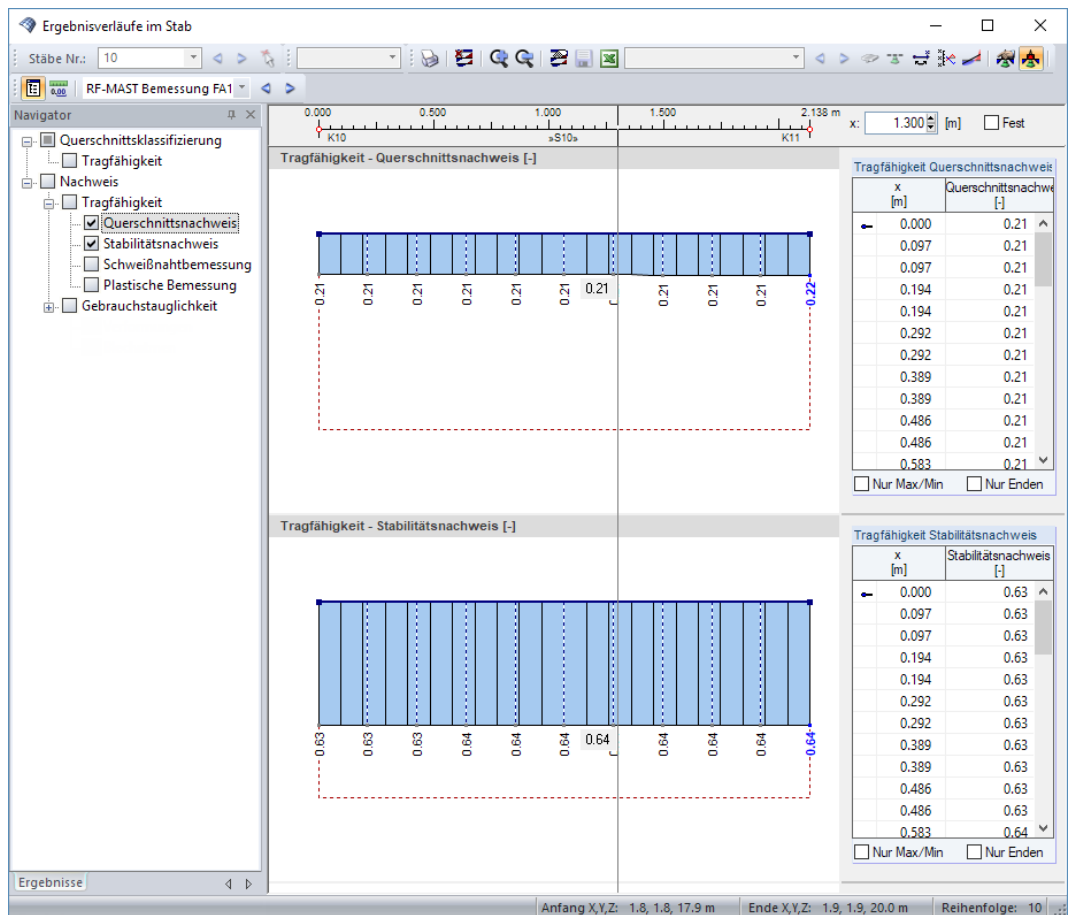 Ergebnisverläufe im Stab
Stäbe Nr.: 10
RF-MAST Bemessung FA1
Navigator
Querschnittsklassifizierung
Tragfähigkeit
Nachweis
Tragfähigkeit
Querschnittsnachweis
Stabilitätsnachweis
Schweißnahtbemessung
Plastische Bemessung
Gebrauchstauglichkeit
Ergebnisse
0.000 0.500 1.000 1.500 2.138 m
K10 »S10» K11
x: 1.300 [m] Fest
Tragfähigkeit - Querschnittsnachweis [-]
0.21 0.21 0.21 0.21 0.21 0.21 0.21 0.21 0.21 0.21 0.22
Tragfähigkeit Querschnittsnachweis
x Querschnittsnachwe
[m] [-]
0.000 0.21
0.097 0.21
0.097 0.21
0.194 0.21
0.194 0.21
0.292 0.21
0.292 0.21
0.389 0.21
0.389 0.21
0.486 0.21
0.486 0.21
0.583 0.21
Nur Max/Min Nur Enden
Tragfähigkeit - Stabilitätsnachweis [-]
0.63 0.63 0.63 0.64 0.64 0.64 0.64 0.64 0.64 0.64 0.64
Tragfähigkeit Stabilitätsnachweis
x Stabilitätsnachweis
[m] [-]
0.000 0.63
0.097 0.63
0.097 0.63
0.194 0.63
0.194 0.63
0.292 0.63
0.292 0.63
0.389 0.63
0.389 0.63
0.486 0.63
0.486 0.63
0.583 0.64
Nur Max/Min Nur Enden
Anfang X,Y,Z: 1.8, 1.8, 17.9 m Ende X,Y,Z: 1.9, 1.9, 20.0 m Reihenfolge: 10